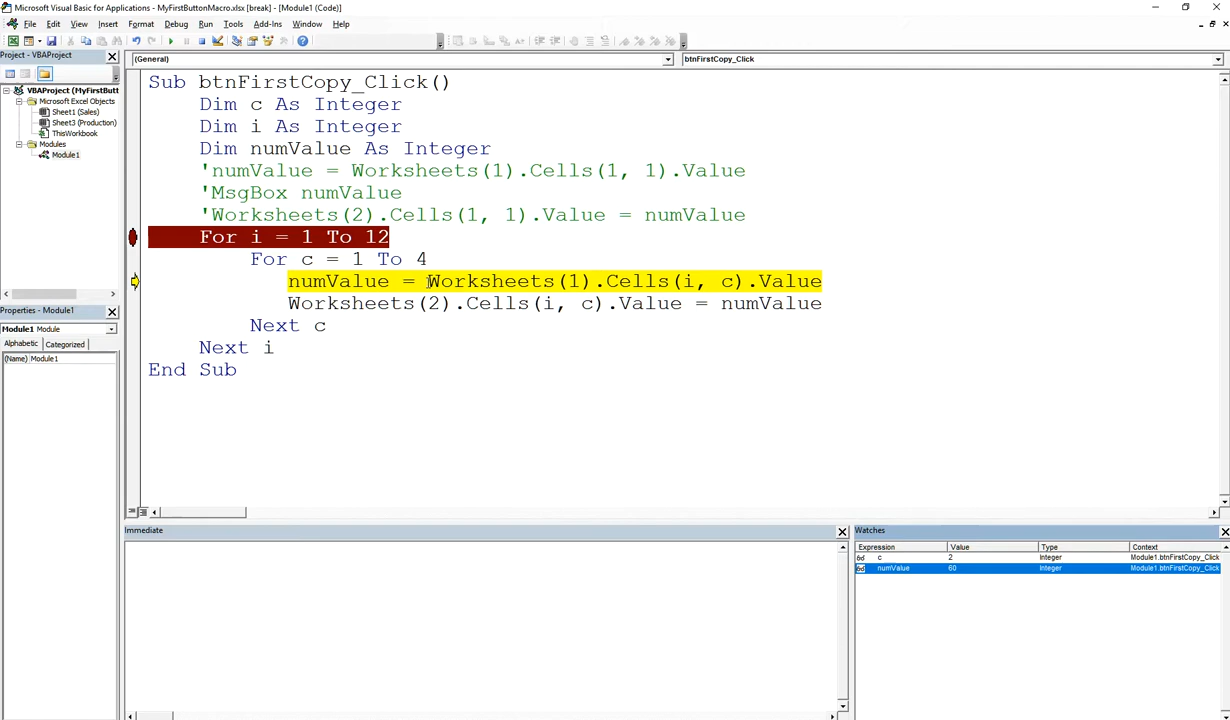 Microsoft Visual Basic for Applications - MyFirstButtonMacro.xlsx [break] - [Module1 (Code)]
File Edit View Insert Format Debug Run Tools Add-Ins Window Help
Project - VBAProject
(General) btnFirstCopy_Click
VBAProject (MyFirstButt
Microsoft Excel Objects
Sheet1 (Sales)
Sheet3 (Production)
ThisWorkbook
Modules
Module1
Sub btnFirstCopy_Click()
Dim c As Integer
Dim i As Integer
Dim numValue As Integer
'numValue = Worksheets(1).Cells(1, 1).Value
'MsgBox numValue
'Worksheets(2).Cells(1, 1).Value = numValue
For i = 1 To 12
For c = 1 To 4
numValue = Worksheets(1).Cells(i, c).Value
Worksheets(2).Cells(i, c).Value = numValue
Next c
Next i
End Sub
Properties - Module1
Module1 Module
Alphabetic Categorized
(Name) Module1
Immediate
Watches
Expression Value Type Context
c 2 Integer Module1.btnFirstCopy_Click
numValue 60 Integer Module1.btnFirstCopy_Click